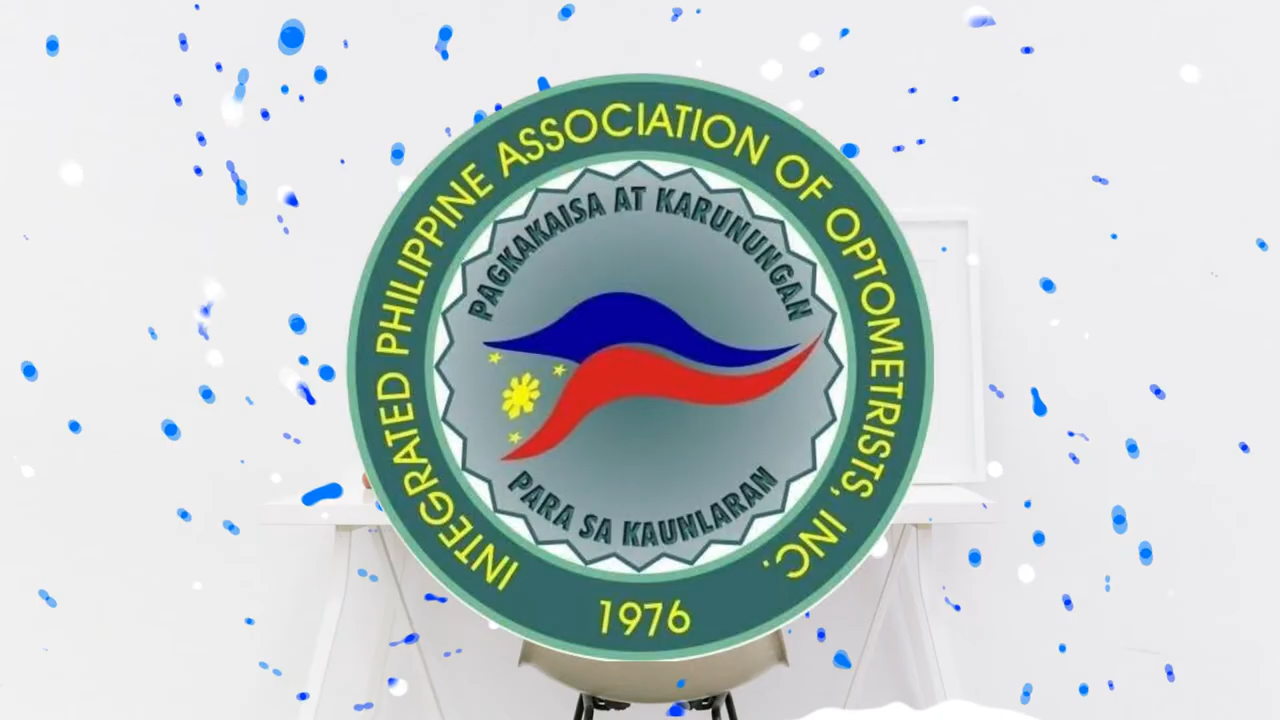 INTEGRATED PHILIPPINE ASSOCIATION OF OPTOMETRISTS, INC.
PAGKAKAISA AT KARUNUNGAN
PARA SA KAUNLARAN
1976